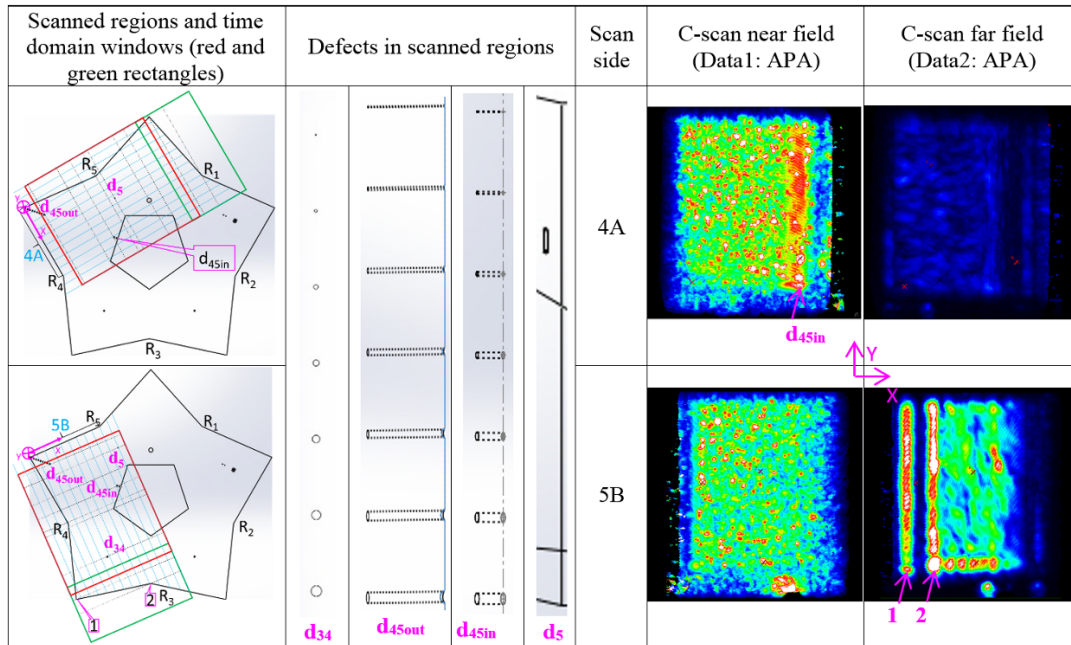 Scanned regions and time
domain windows (red and
green rectangles)
Defects in scanned regions
Scan
side
C-scan near field
(Data1: APA)
C-scan far field
(Data2: APA)
R5
R1
d5
Y
d45out
X
4A
d45in
R4
R2
R3
4A
d45in
Y
X
5B
R5
R1
Y
X
d5
d45out
d45in
R4
R2
d34
2
R3
1
d34
d45out
d45in
d5
5B
1
2